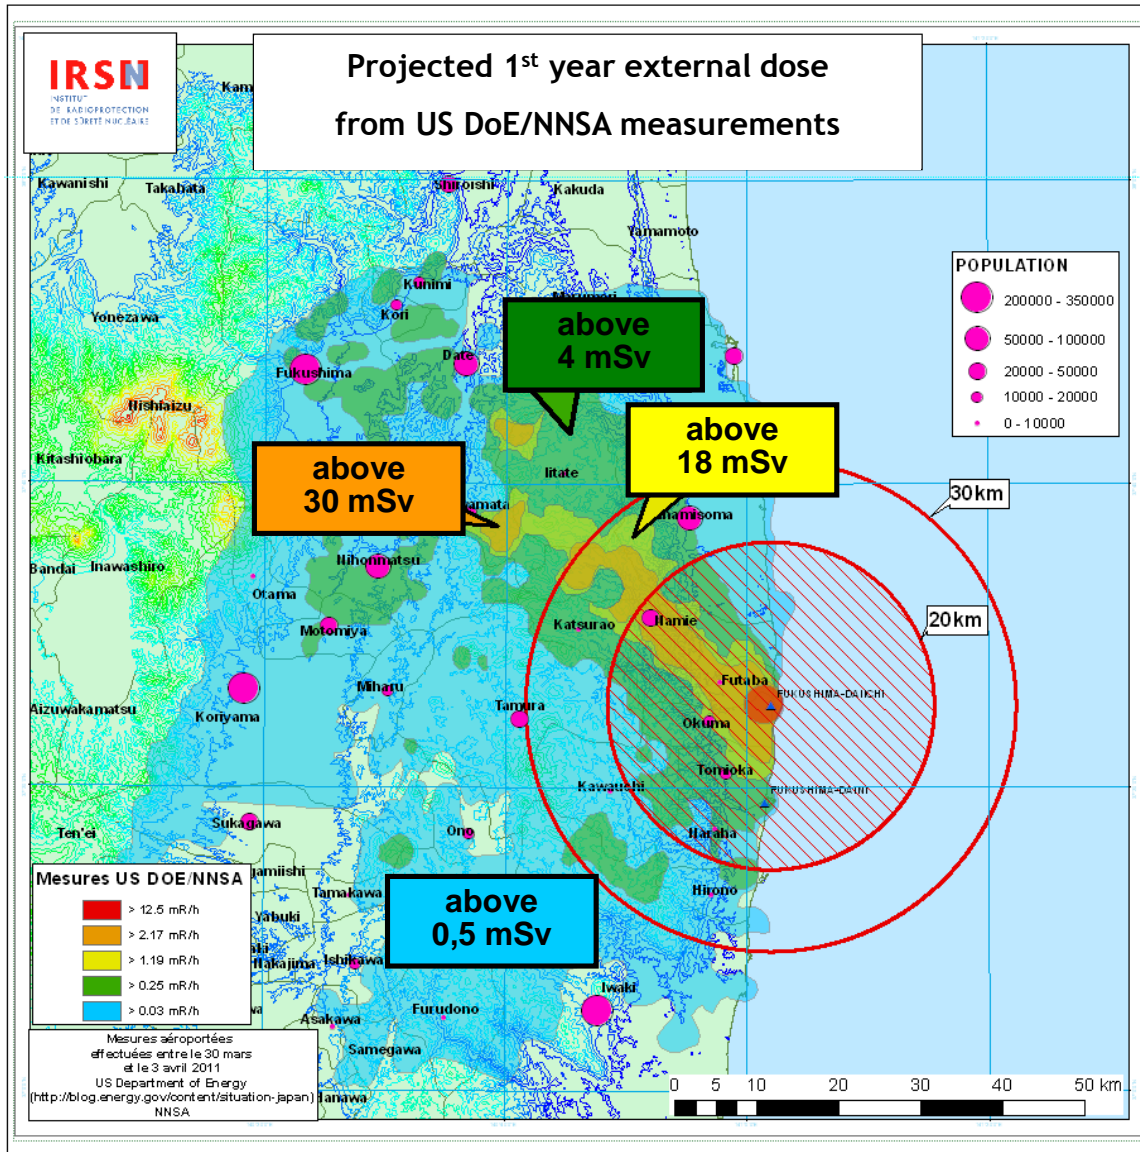 IRSN
INSTITUT
DE RADIOPROTECTION
ET DE SÛRETÉ NUCLÉAIRE
Projected 1st year external dose
from US DoE/NNSA measurements
Kawanishi
Takahata
Shiroishi
Kakuda
Yamamoto
Yonezawa
Kunimi
Kori
Fukushima
Date
above
4 mSv
POPULATION
200000 - 350000
50000 - 100000
20000 - 50000
10000 - 20000
0 - 10000
Nishiaizu
Kitashiobara
Iitate
above
18 mSv
above
30 mSv
30km
Bandai
Inawashiro
Nihonmatsu
Otama
Motomiya
Katsurao
Namie
20km
Aizuwakamatsu
Koriyama
Miharu
Tamura
Futaba
FUKUSHIMA-DAIICHI
Okuma
Tomioka
Kawauchi
FUKUSHIMA-DAINI
Ten'ei
Sukagawa
Ono
Naraha
Hirono
Mesures US DOE/NNSA
> 12.5 mR/h
> 2.17 mR/h
> 1.19 mR/h
> 0.25 mR/h
> 0.03 mR/h
Tamakawa
Yabuki
Ishikawa
above
0,5 mSv
Iwaki
Asakawa
Furudono
Samegawa
Mesures aéroportées
effectuées entre le 30 mars
et le 3 avril 2011
US Department of Energy
(http://blog.energy.gov/content/situation-japan)
NNSA
0 5 10 20 30 40 50 km